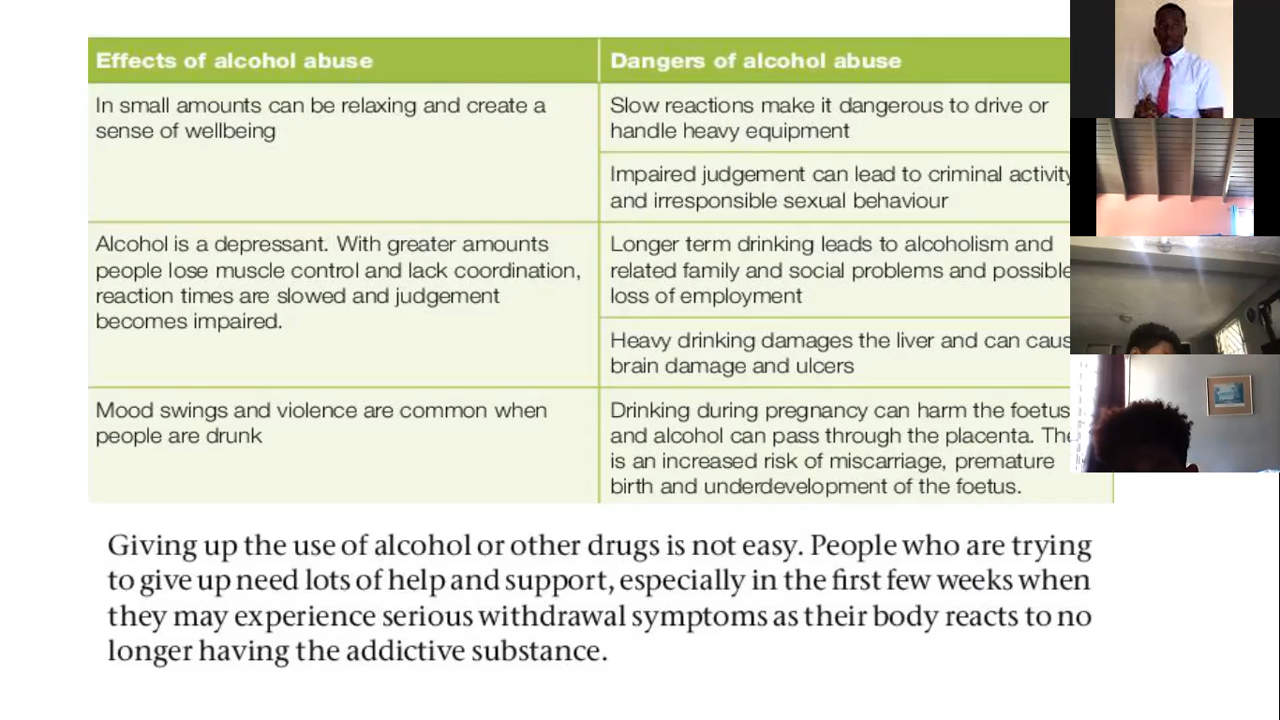 Effects of alcohol abuse
Dangers of alcohol abuse
In small amounts can be relaxing and create a
sense of wellbeing
Slow reactions make it dangerous to drive or
handle heavy equipment
Impaired judgement can lead to criminal activity
and irresponsible sexual behaviour
Alcohol is a depressant. With greater amounts
people lose muscle control and lack coordination,
reaction times are slowed and judgement
becomes impaired.
Longer term drinking leads to alcoholism and
related family and social problems and possible
loss of employment
Heavy drinking damages the liver and can
brain damage and ulcers
Mood swings and violence are common when
people are drunk
Drinking during pregnancy can harm the foetus
and alcohol can pass through the placenta.
is an increased risk of miscarriage, premature
birth and underdevelopment of the foetus.
Giving up the use of alcohol or other drugs is not easy. People who are trying
to give up need lots of help and support, especially in the first few weeks when
they may experience serious withdrawal symptoms as their body reacts to no
longer having the addictive substance.